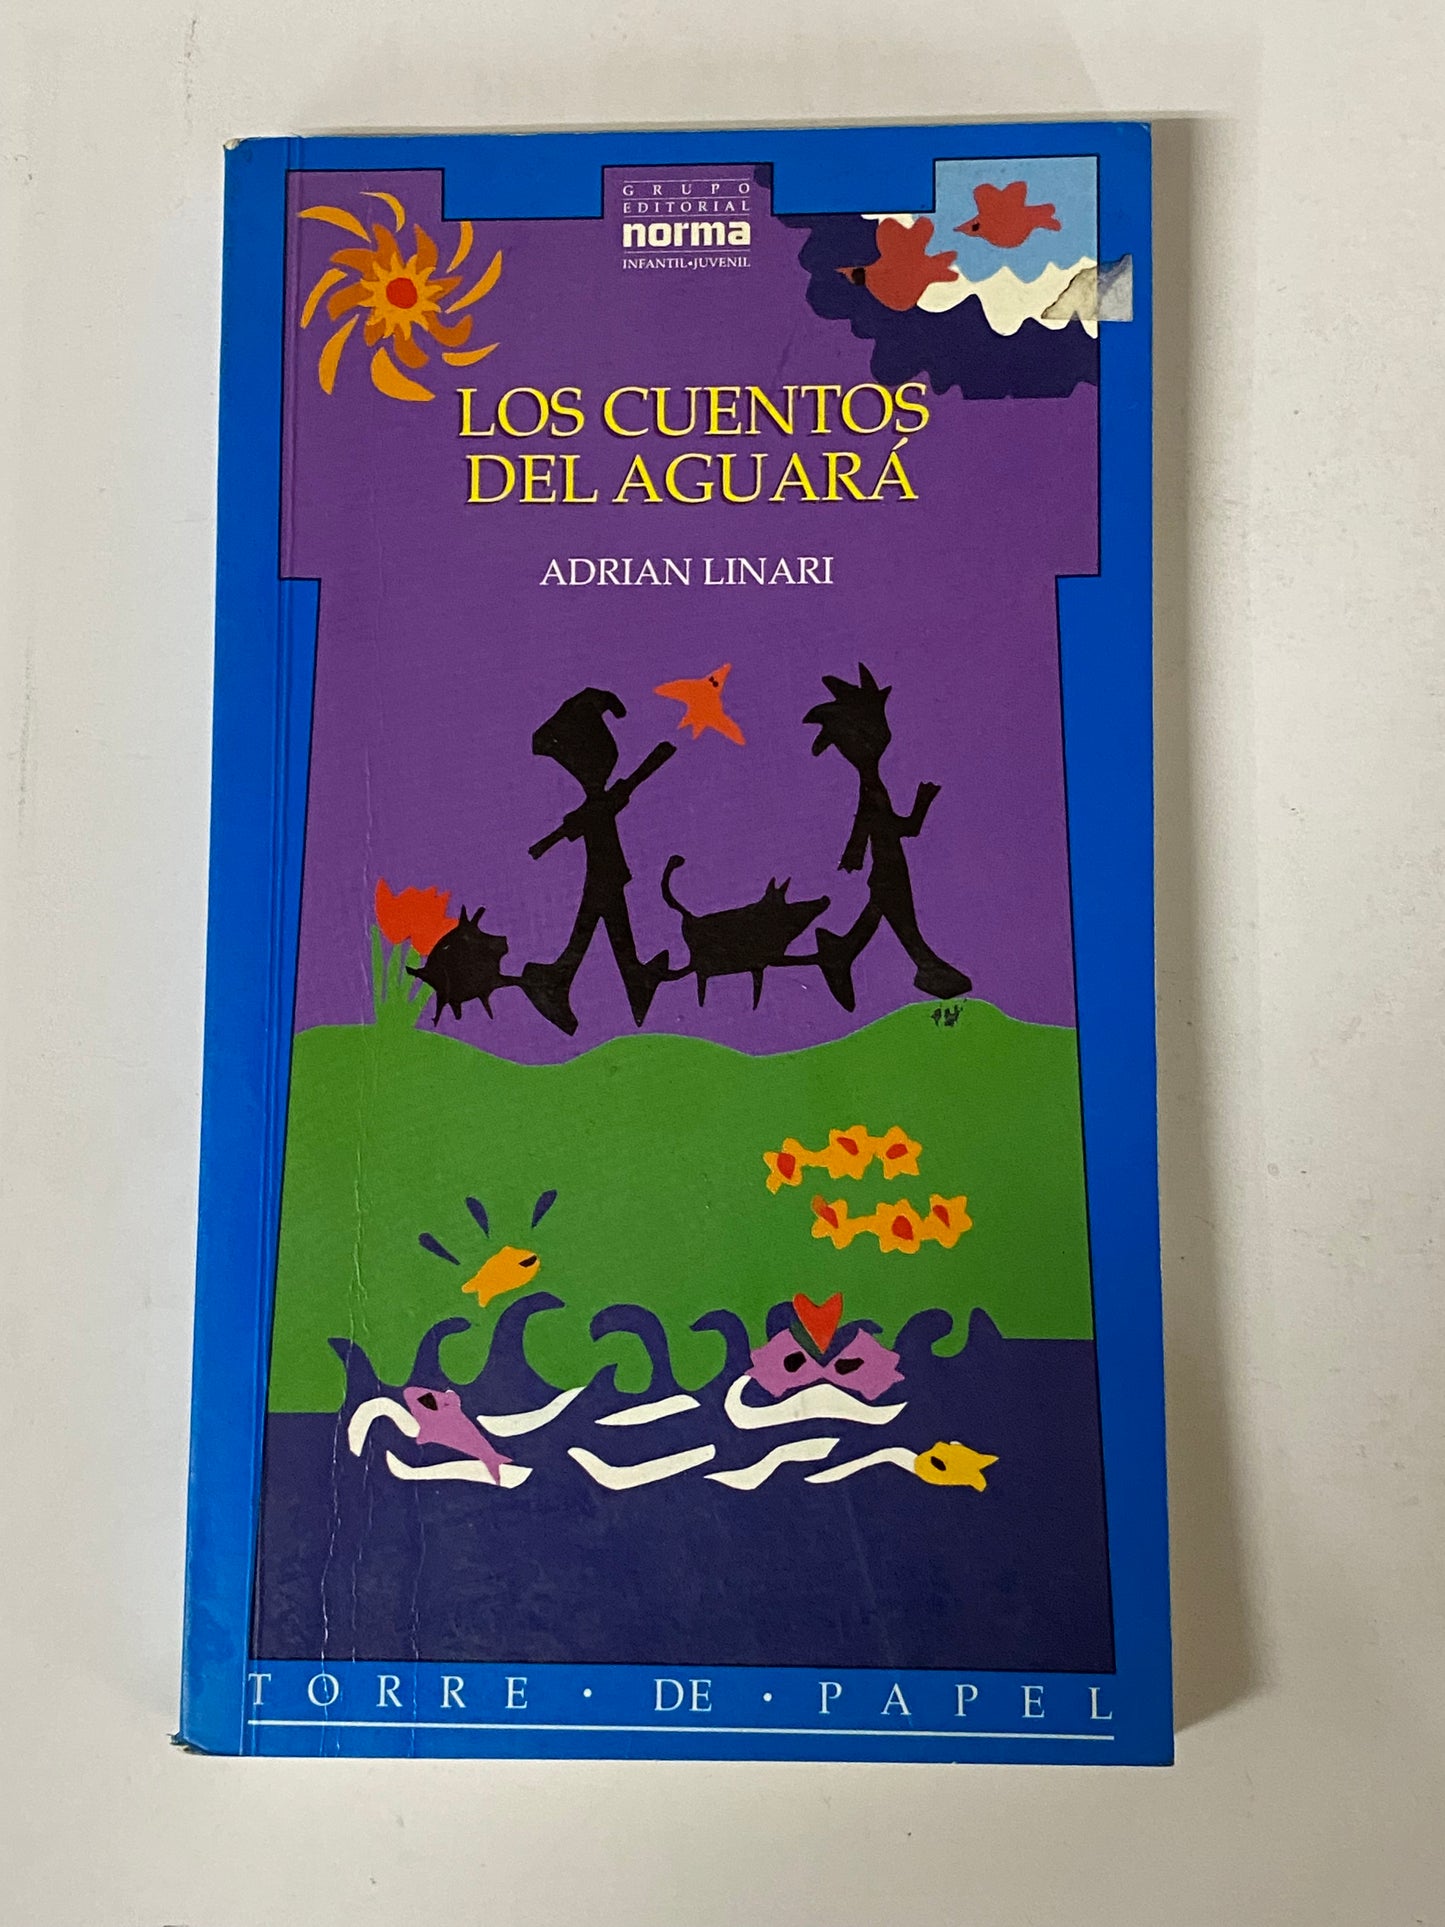 GRUPO
EDITORIAL
norma
INFANTIL•JUVENIL
LOS CUENTOS
DEL AGUARÁ
ADRIAN LINARI
TORRE • DE • PAPEL